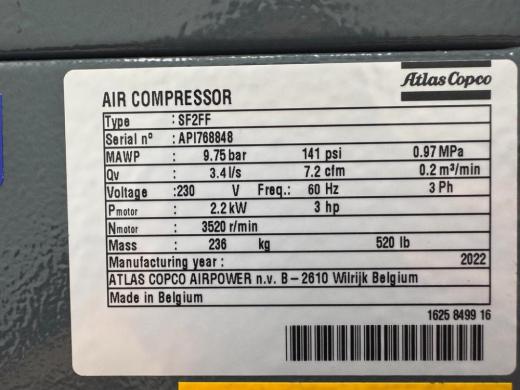 Atlas Copco
AIR COMPRESSOR
Type : SF2FF
Serial nº : API768848
MAWP : 9.75 bar 141 psi 0.97 MPa
Qv : 3.4 l/s 7.2 cfm 0.2 m³/min
Voltage : 230 V Freq.: 60 Hz 3 Ph
Pmotor : 2.2 kW 3 hp
Nmotor : 3520 r/min
Mass : 236 kg 520 lb
Manufacturing year : 2022
ATLAS COPCO AIRPOWER n.v. B – 2610 Wilrijk Belgium
Made in Belgium
1625 8499 16